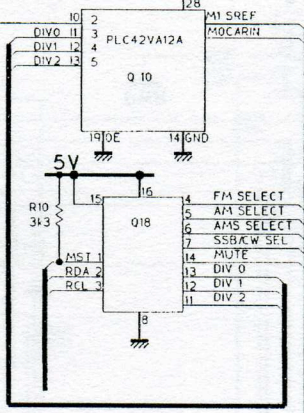 28
10 2 M1 SREF
DIV0 11 3 PLC42VA12A M0CARIN
DIV1 12 4
DIV2 13 5
Q 10
19 OE 14 GND
5V
16
15 4 FM SELECT
R10 Q18 5 AM SELECT
3k3 6 AMS SELECT
7 SSB/CW SEL
MST 1 14 MUTE
RDA 2 13 DIV 0
RCL 3 12 DIV 1
11 DIV 2
8